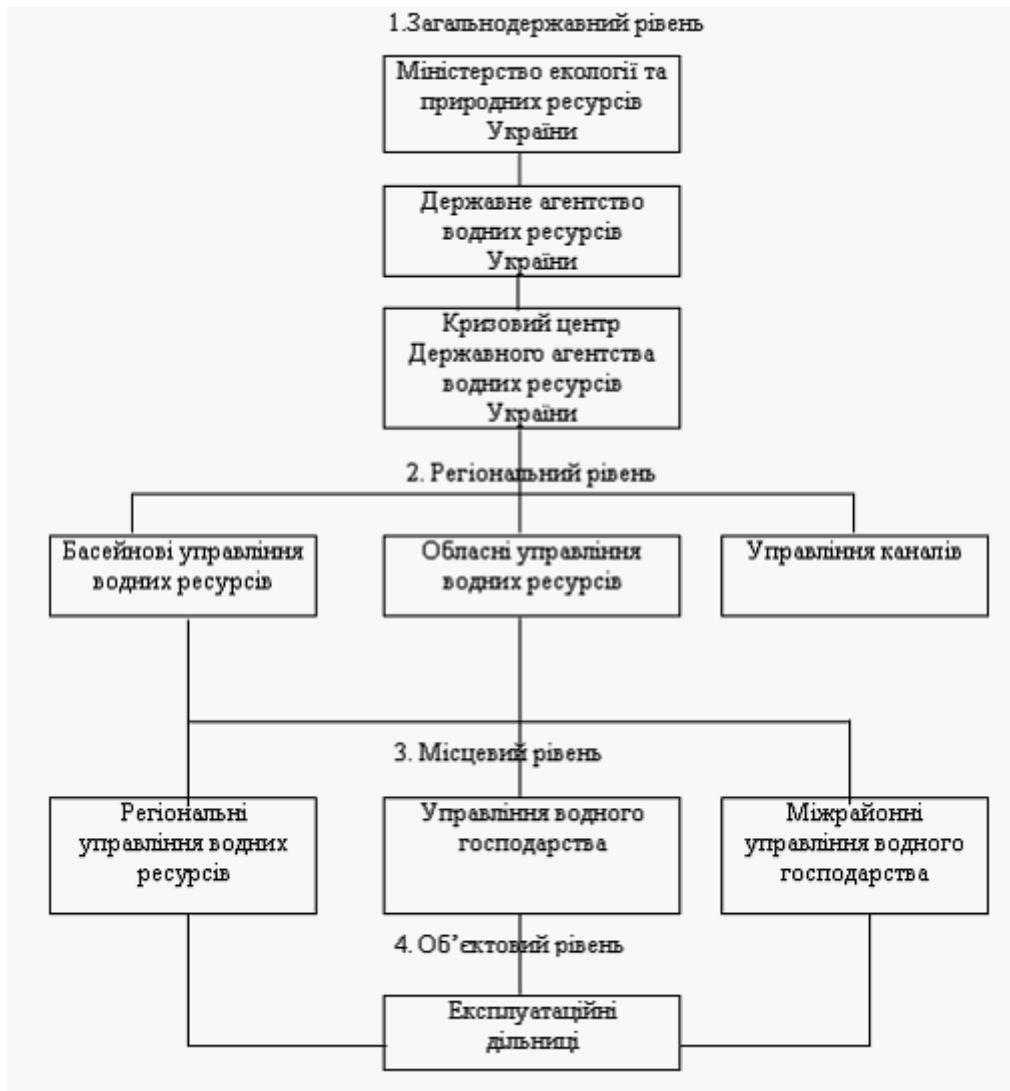 1.Загальнодержавний рівень
Міністерство екології та
природних ресурсів
України
Державне агентство
водних ресурсів
України
Кризовий центр
Державного агентства
водних ресурсів
України
2. Регіональний рівень
Басейнові управління
водних ресурсів
Обласні управління
водних ресурсів
Управління каналів
3. Місцевий рівень
Регіональні
управління водних
ресурсів
Управління водного
господарства
Міжрайонні
управління водного
господарства
4. Об’єктовий рівень
Експлуатаційні
дільниці